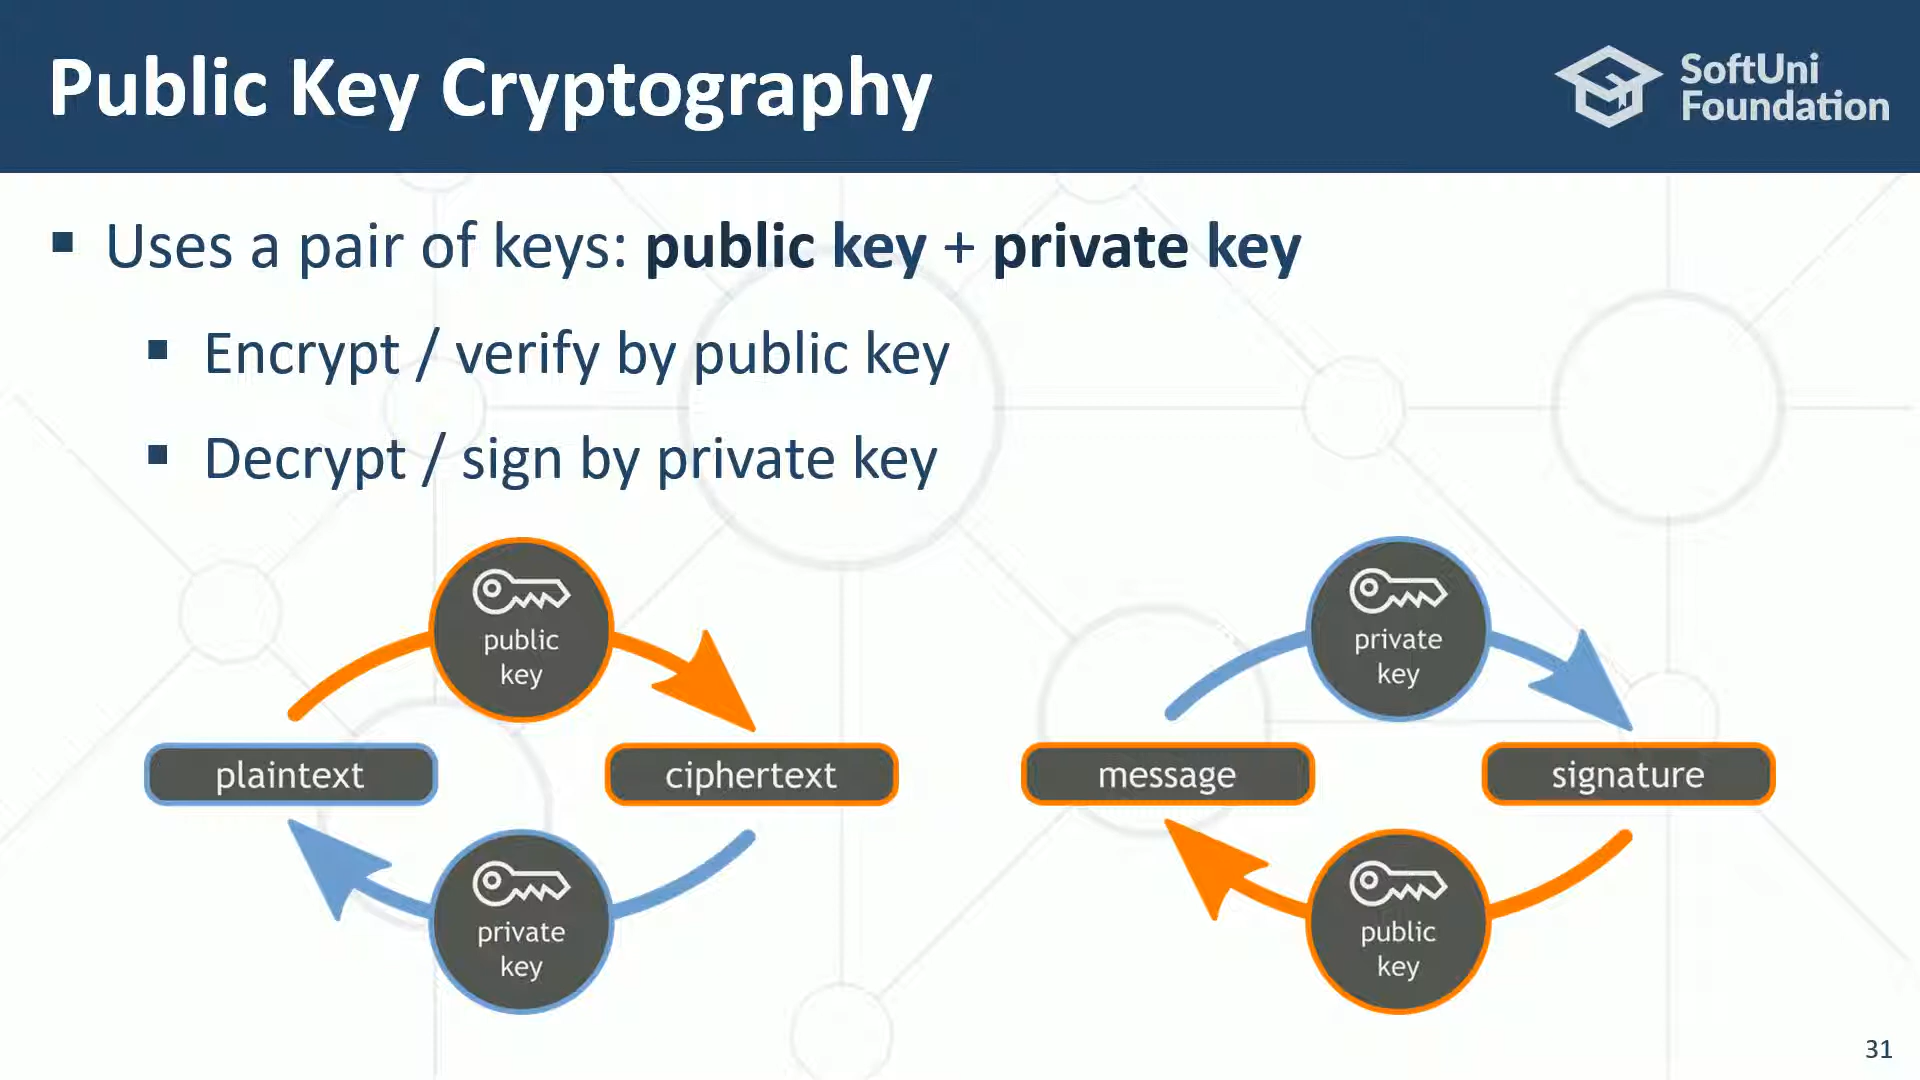 Public Key Cryptography
SoftUni
Foundation
▪ Uses a pair of keys: public key + private key
▪ Encrypt / verify by public key
▪ Decrypt / sign by private key
public
key
plaintext
ciphertext
private
key
private
key
message
signature
public
key
31